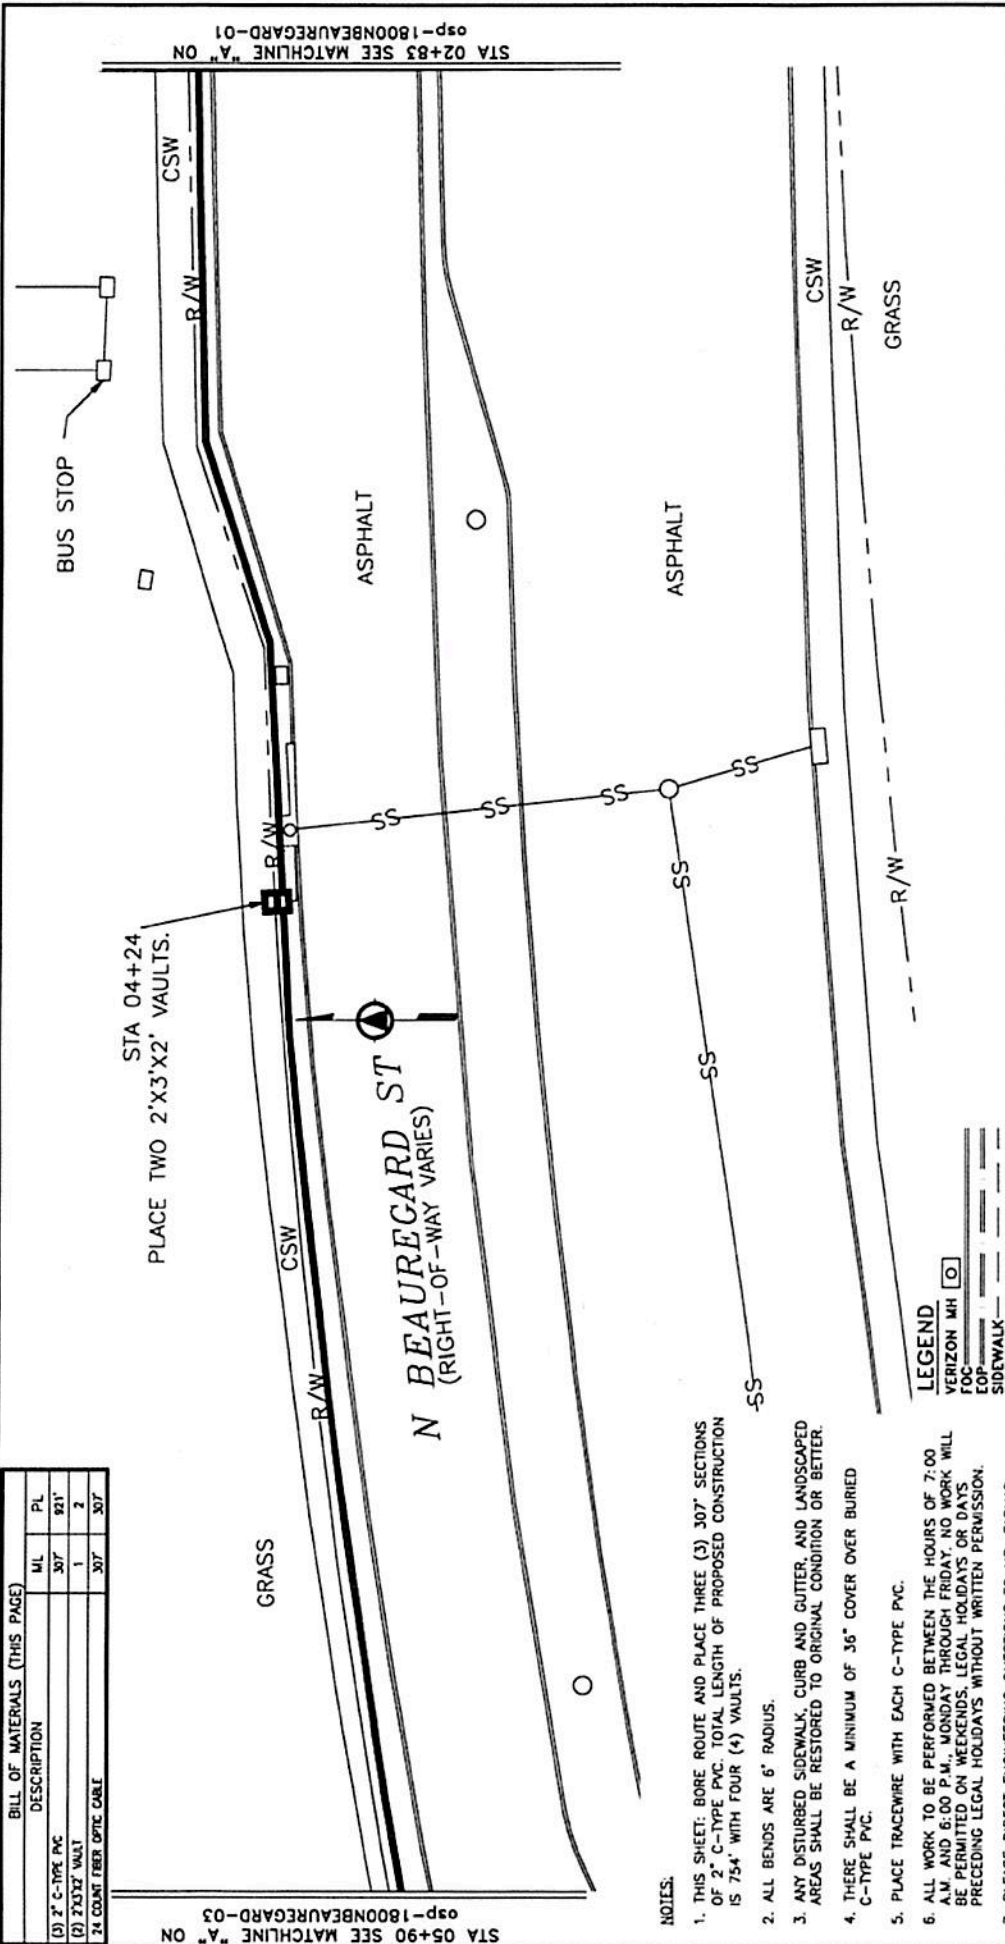 BILL OF MATERIALS (THIS PAGE)
DESCRIPTION ML PL
(3) 2" C-TYPE PVC 307' 921'
(2) 2'X3'X2' VAULT 1 2
24 COUNT FIBER OPTIC CABLE 307' 307'
STA 05+90 SEE MATCHLINE "A" ON
osp-1800NBEAUREGARD-03
STA 02+83 SEE MATCHLINE "A" ON
osp-1800NBEAUREGARD-01
BUS STOP
STA 04+24
PLACE TWO 2'X3'X2' VAULTS.
CSW
R/W
R/W
CSW
R/W
GRASS
ASPHALT
N BEAUREGARD ST
(RIGHT-OF-WAY VARIES)
ASPHALT
SS
SS
SS
SS
SS
SS
SS
CSW
R/W
GRASS
R/W
NOTES:
1. THIS SHEET: BORE ROUTE AND PLACE THREE (3) 307' SECTIONS
OF 2" C-TYPE PVC. TOTAL LENGTH OF PROPOSED CONSTRUCTION
IS 754' WITH FOUR (4) VAULTS.
2. ALL BENDS ARE 6' RADIUS.
3. ANY DISTURBED SIDEWALK, CURB AND GUTTER, AND LANDSCAPED
AREAS SHALL BE RESTORED TO ORIGINAL CONDITION OR BETTER.
4. THERE SHALL BE A MINIMUM OF 36" COVER OVER BURIED
C-TYPE PVC.
5. PLACE TRACEWIRE WITH EACH C-TYPE PVC.
6. ALL WORK TO BE PERFORMED BETWEEN THE HOURS OF 7:00
A.M. AND 6:00 P.M., MONDAY THROUGH FRIDAY. NO WORK WILL
BE PERMITTED ON WEEKENDS, LEGAL HOLIDAYS OR DAYS
PRECEDING LEGAL HOLIDAYS WITHOUT WRITTEN PERMISSION.
LEGEND
VERIZON MH
FOC
EOP
SIDEWALK